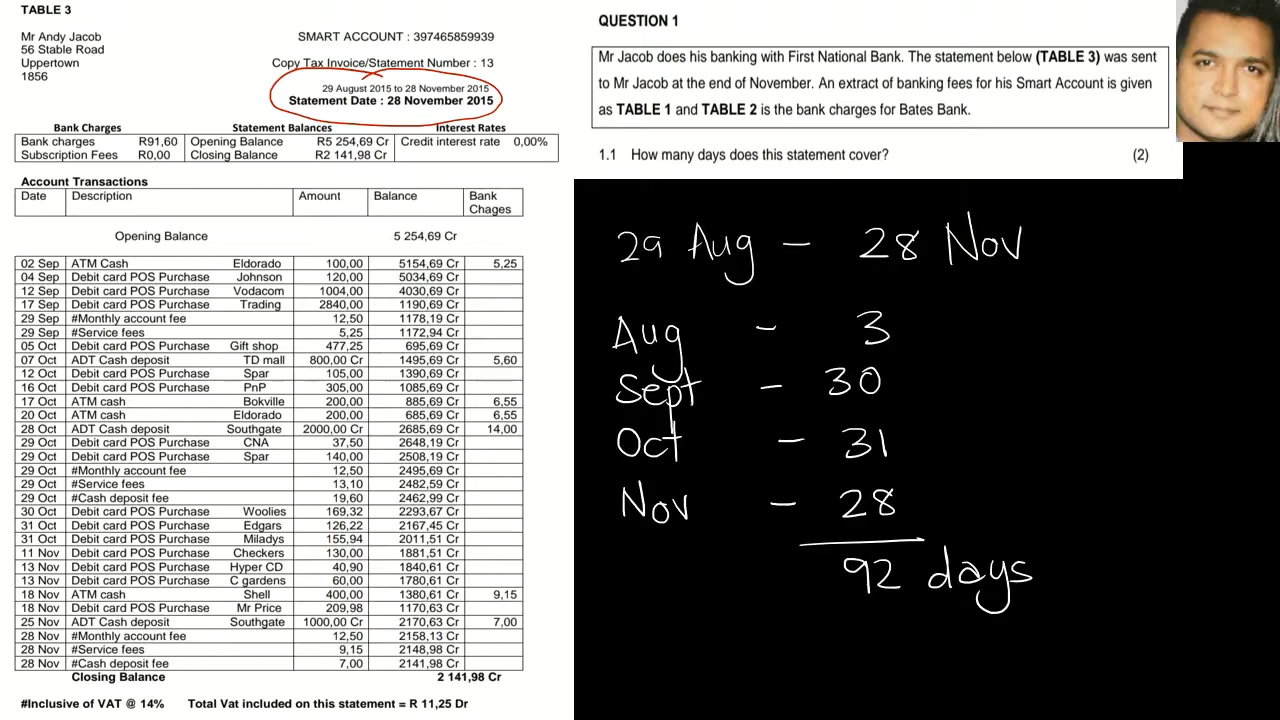 TABLE 3
Mr Andy Jacob
56 Stable Road
Uppertown
1856
SMART ACCOUNT : 397465859939
Copy Tax Invoice/Statement Number : 13
29 August 2015 to 28 November 2015
Statement Date : 28 November 2015
Bank Charges Statement Balances Interest Rates
Bank charges R91,60 Opening Balance R5 254,69 Cr Credit interest rate 0,00%
Subscription Fees R0,00 Closing Balance R2 141,98 Cr
Account Transactions
Date Description Amount Balance Bank
Chages
Opening Balance 5 254,69 Cr
02 Sep ATM Cash Eldorado 100,00 5154,69 Cr 5,25
04 Sep Debit card POS Purchase Johnson 120,00 5034,69 Cr
12 Sep Debit card POS Purchase Vodacom 1004,00 4030,69 Cr
17 Sep Debit card POS Purchase Trading 2840,00 1190,69 Cr
29 Sep #Monthly account fee 12,50 1178,19 Cr
29 Sep #Service fees 5,25 1172,94 Cr
05 Oct Debit card POS Purchase Gift shop 477,25 695,69 Cr
07 Oct ADT Cash deposit TD mall 800,00 Cr 1495,69 Cr 5,60
12 Oct Debit card POS Purchase Spar 105,00 1390,69 Cr
16 Oct Debit card POS Purchase PnP 305,00 1085,69 Cr
17 Oct ATM cash Bokville 200,00 885,69 Cr 6,55
20 Oct ATM cash Eldorado 200,00 685,69 Cr 6,55
28 Oct ADT Cash deposit Southgate 2000,00 Cr 2685,69 Cr 14,00
29 Oct Debit card POS Purchase CNA 37,50 2648,19 Cr
29 Oct Debit card POS Purchase Spar 140,00 2508,19 Cr
29 Oct #Monthly account fee 12,50 2495,69 Cr
29 Oct #Service fees 13,10 2482,59 Cr
29 Oct #Cash deposit fee 19,60 2462,99 Cr
30 Oct Debit card POS Purchase Woolies 169,32 2293,67 Cr
31 Oct Debit card POS Purchase Edgars 126,22 2167,45 Cr
31 Oct Debit card POS Purchase Miladys 155,94 2011,51 Cr
11 Nov Debit card POS Purchase Checkers 130,00 1881,51 Cr
13 Nov Debit card POS Purchase Hyper CD 40,90 1840,61 Cr
13 Nov Debit card POS Purchase C gardens 60,00 1780,61 Cr
18 Nov ATM cash Shell 400,00 1380,61 Cr 9,15
18 Nov Debit card POS Purchase Mr Price 209,98 1170,63 Cr
25 Nov ADT Cash deposit Southgate 1000,00 Cr 2170,63 Cr 7,00
28 Nov #Monthly account fee 12,50 2158,13 Cr
28 Nov #Service fees 9,15 2148,98 Cr
28 Nov #Cash deposit fee 7,00 2141,98 Cr
Closing Balance 2 141,98 Cr
#Inclusive of VAT @ 14% Total Vat included on this statement = R 11,25 Dr
QUESTION 1
Mr Jacob does his banking with First National Bank. The statement below (TABLE 3) was sent
to Mr Jacob at the end of November. An extract of banking fees for his Smart Account is given
as TABLE 1 and TABLE 2 is the bank charges for Bates Bank.
1.1 How many days does this statement cover? (2)
29 Aug - 28 Nov
Aug - 3
Sept - 30
Oct - 31
Nov - 28
92 days